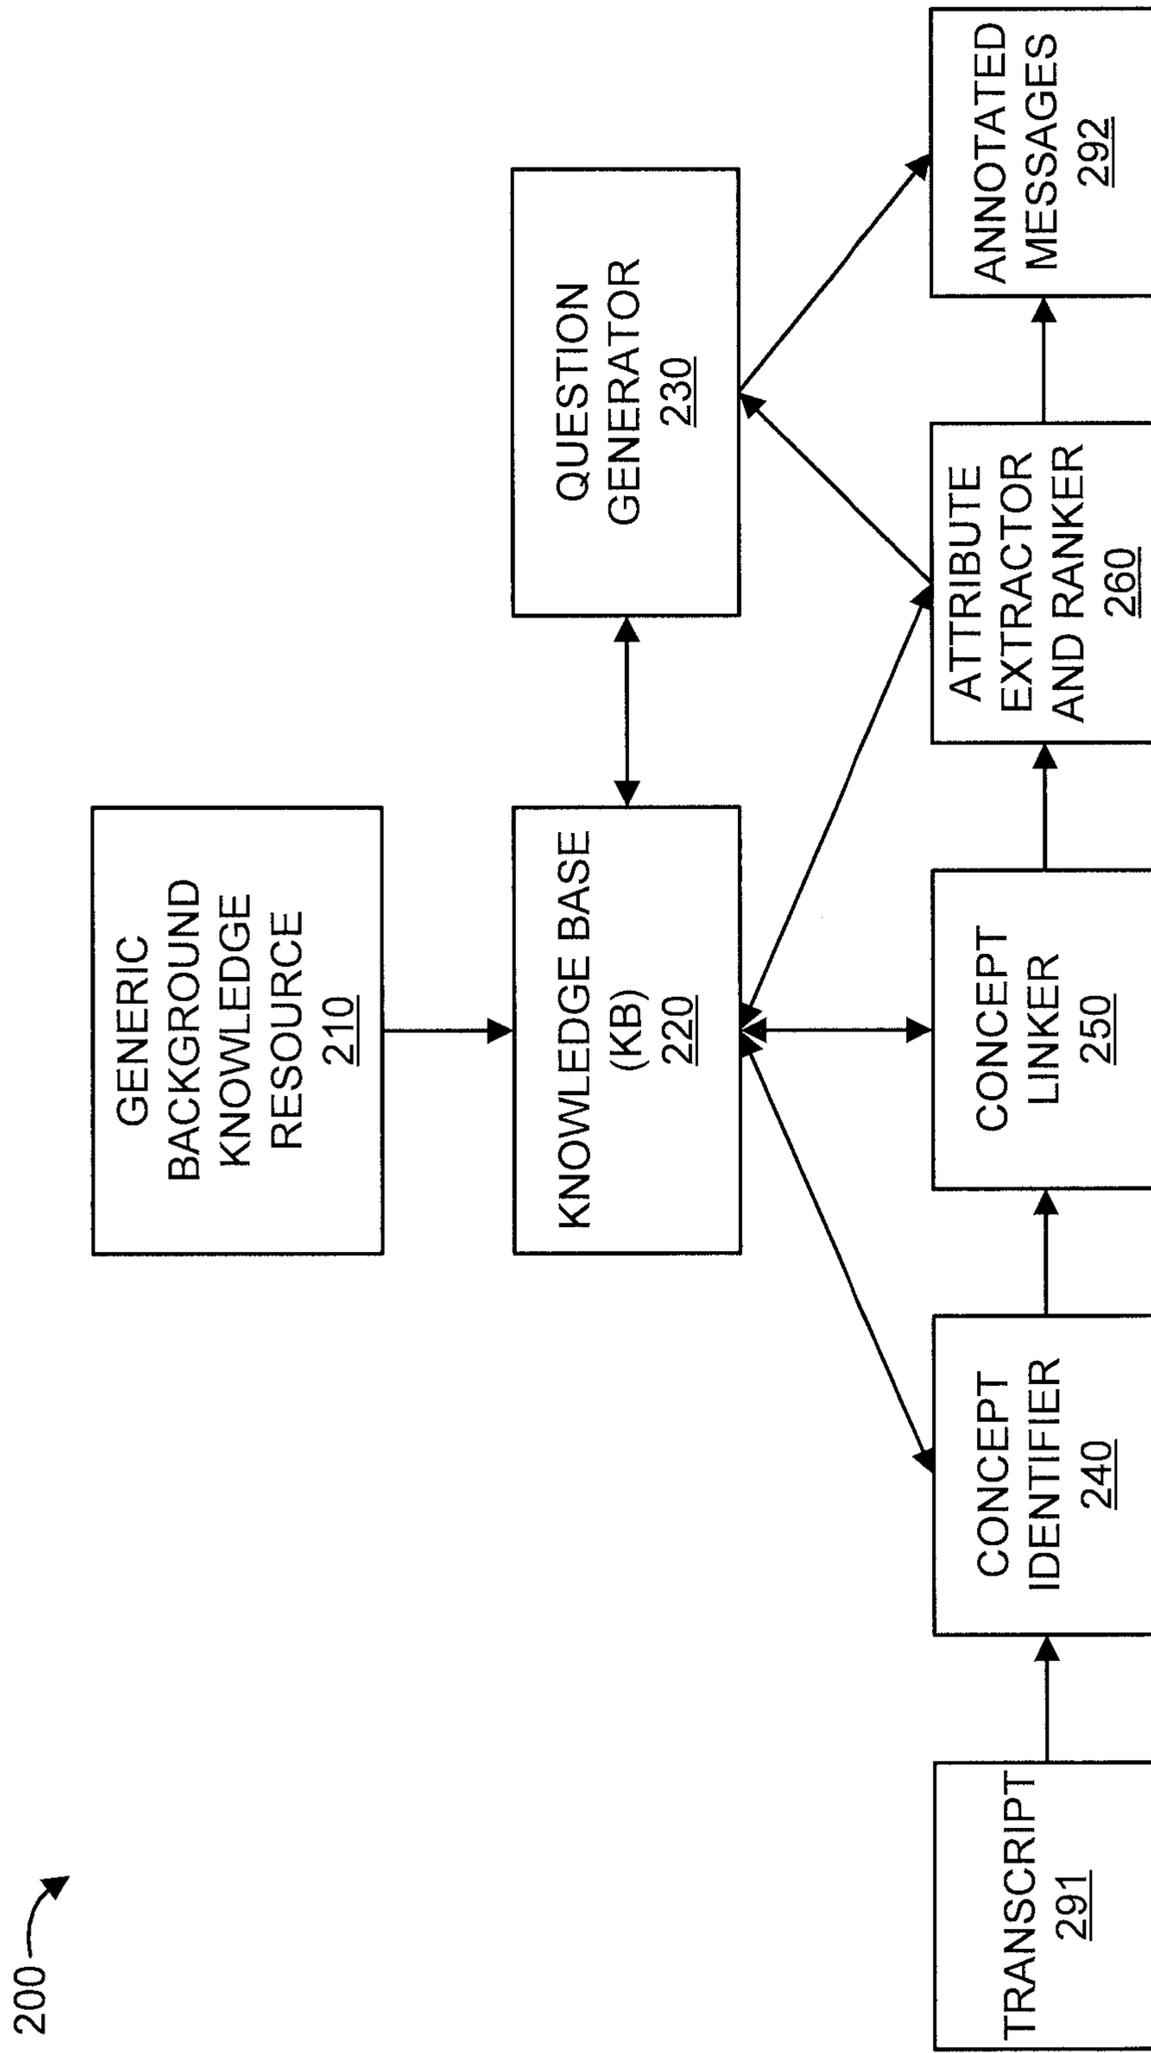 200
GENERIC
BACKGROUND
KNOWLEDGE
RESOURCE
210
KNOWLEDGE BASE
(KB)
220
QUESTION
GENERATOR
230
TRANSCRIPT
291
CONCEPT
IDENTIFIER
240
CONCEPT
LINKER
250
ATTRIBUTE
EXTRACTOR
AND RANKER
260
ANNOTATED
MESSAGES
292